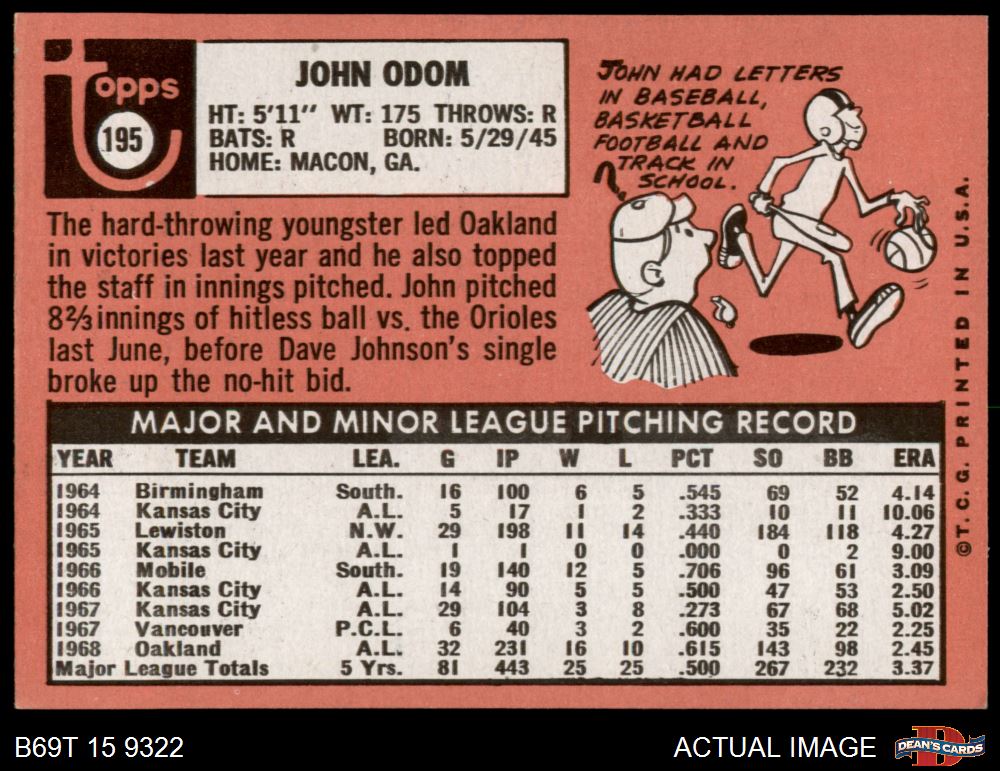 topps
195
JOHN ODOM
HT: 5'11" WT: 175 THROWS: R
BATS: R BORN: 5/29/45
HOME: MACON, GA.
JOHN HAD LETTERS
IN BASEBALL,
BASKETBALL
FOOTBALL AND
TRACK IN
SCHOOL.
?
The hard-throwing youngster led Oakland
in victories last year and he also topped
the staff in innings pitched. John pitched
8⅔ innings of hitless ball vs. the Orioles
last June, before Dave Johnson's single
broke up the no-hit bid.
MAJOR AND MINOR LEAGUE PITCHING RECORD
YEAR TEAM LEA. G IP W L PCT SO BB ERA
1964 Birmingham South. 16 100 6 5 .545 69 52 4.14
1964 Kansas City A.L. 5 17 1 2 .333 10 11 10.06
1965 Lewiston N.W. 29 198 11 14 .440 184 118 4.27
1965 Kansas City A.L. 1 1 0 0 .000 0 2 9.00
1966 Mobile South. 19 140 12 5 .706 96 61 3.09
1966 Kansas City A.L. 14 90 5 5 .500 47 53 2.50
1967 Kansas City A.L. 29 104 3 8 .273 67 68 5.02
1967 Vancouver P.C.L. 6 40 3 2 .600 35 22 2.25
1968 Oakland A.L. 32 231 16 10 .615 143 98 2.45
Major League Totals 5 Yrs. 81 443 25 25 .500 267 232 3.37
©T.C.G. PRINTED IN U.S.A.
B69T 15 9322
ACTUAL IMAGE
D
DEAN'S CARDS